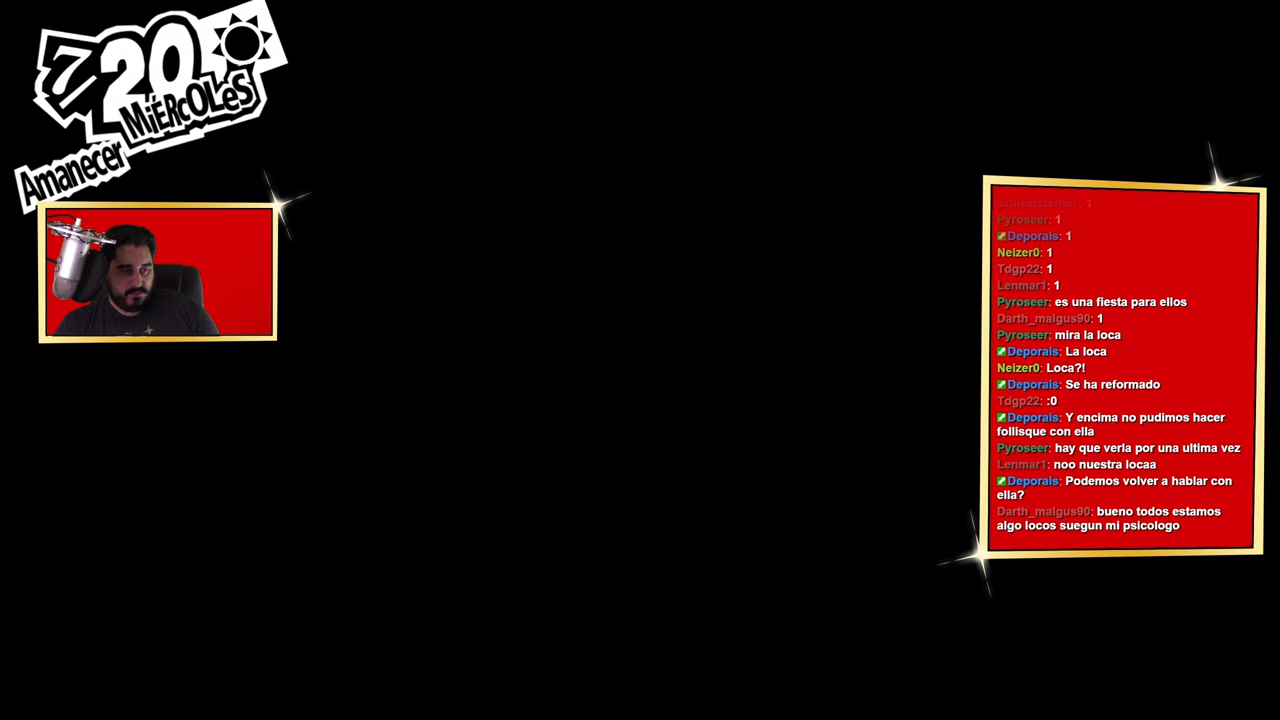 7 20
MiÉRcOLeS
Amanecer
Pyroseer: 1
Deporais: 1
Neizer0: 1
Tdgp22: 1
Lenmar1: 1
Pyroseer: es una fiesta para ellos
Darth_malgus90: 1
Pyroseer: mira la loca
Deporais: La loca
Neizer0: Loca?!
Deporais: Se ha reformado
Tdgp22: :0
Deporais: Y encima no pudimos hacer
follisque con ella
Pyroseer: hay que verla por una ultima vez
Lenmar1: noo nuestra locaa
Deporais: Podemos volver a hablar con
ella?
Darth_malgus90: bueno todos estamos
algo locos suegun mi psicologo